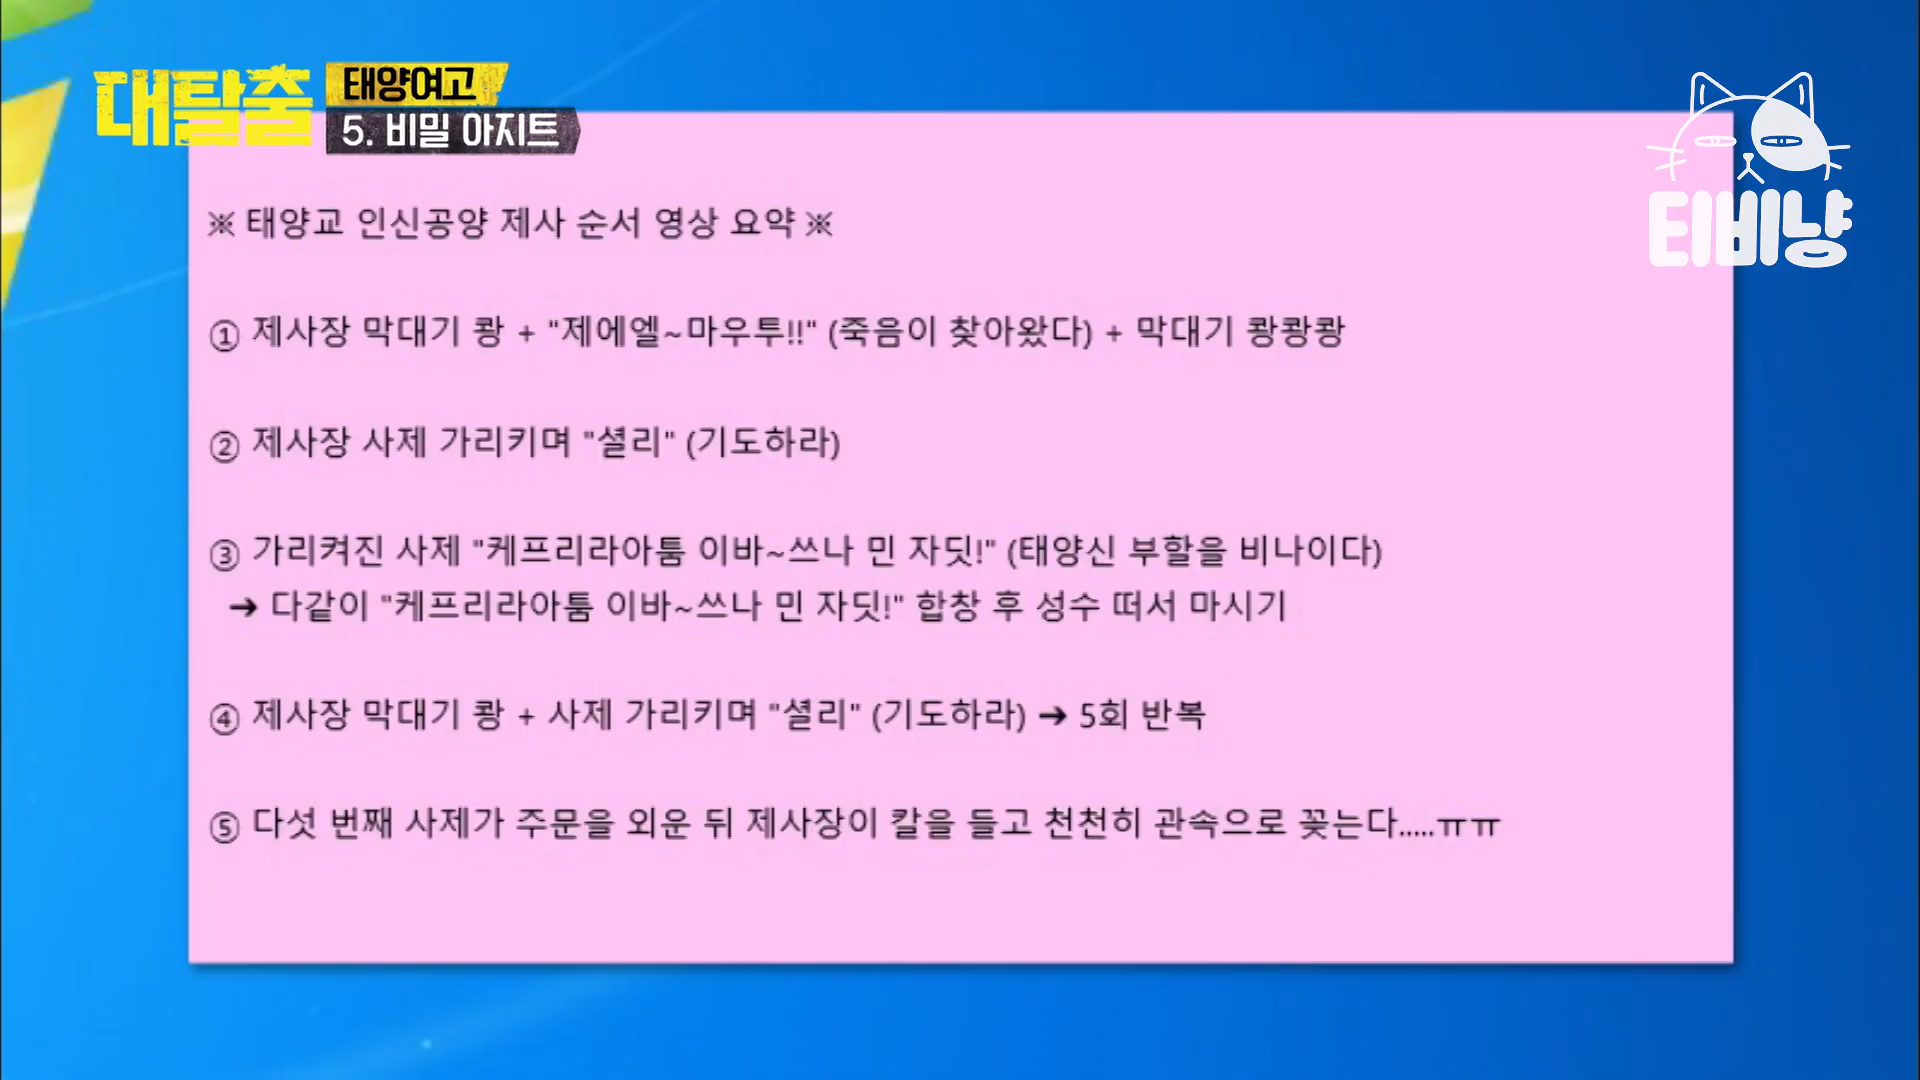 대탈출
태양여고
5. 비밀 아지트
티비냥
※ 태양교 인신공양 제사 순서 영상 요약 ※
① 제사장 막대기 쾅 + "제에엘~마우투!!" (죽음이 찾아왔다) + 막대기 쾅쾅쾅
② 제사장 사제 가리키며 "셜리" (기도하라)
③ 가리켜진 사제 "케프리라아툼 이바~쓰나 민 자딧!" (태양신 부활을 비나이다)
➔ 다같이 "케프리라아툼 이바~쓰나 민 자딧!" 합창 후 성수 떠서 마시기
④ 제사장 막대기 쾅 + 사제 가리키며 "셜리" (기도하라) ➔ 5회 반복
⑤ 다섯 번째 사제가 주문을 외운 뒤 제사장이 칼을 들고 천천히 관속으로 꽂는다.....ㅠㅠ